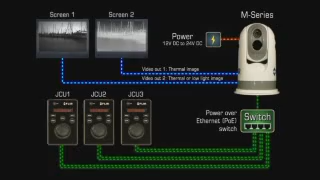 Screen 1
Screen 2
M-Series
Power
12V DC to 24V DC
Video out 1: Thermal image
Video out 2: Thermal or low light image
JCU1
JCU2
JCU3
Power over
Ethernet (PoE)
switch
Switch